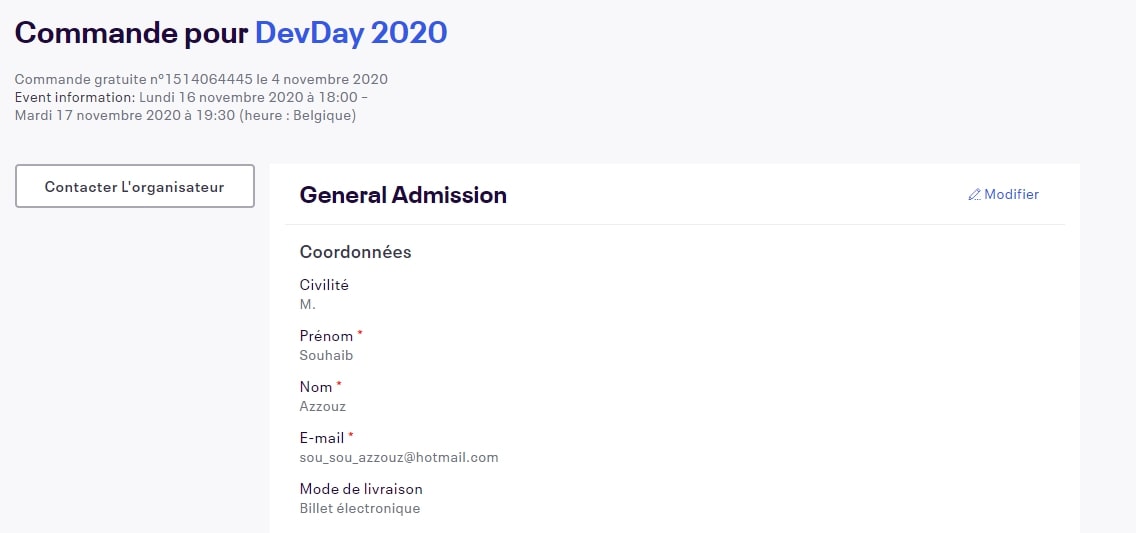 Commande pour DevDay 2020
Commande gratuite n°1514064445 le 4 novembre 2020
Event information: Lundi 16 novembre 2020 à 18:00 –
Mardi 17 novembre 2020 à 19:30 (heure : Belgique)
Contacter L'organisateur
General Admission
Modifier
Coordonnées
Civilité
M.
Prénom *
Souhaib
Nom *
Azzouz
E-mail *
sou_sou_azzouz@hotmail.com
Mode de livraison
Billet électronique